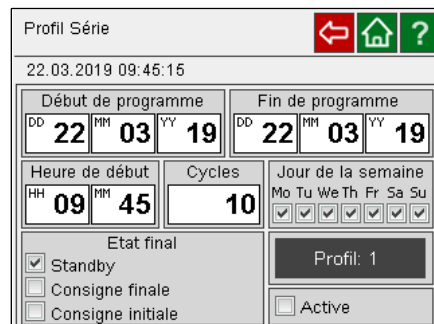 Profil Série
?
22.03.2019 09:45:15
Début de programme Fin de programme
DD 22 MM 03 YY 19 DD 22 MM 03 YY 19
Heure de début Cycles Jour de la semaine
HH 09 MM 45 10 Mo Tu We Th Fr Sa Su
Etat final
Standby
Profil: 1
Consigne finale
Consigne initiale
Active